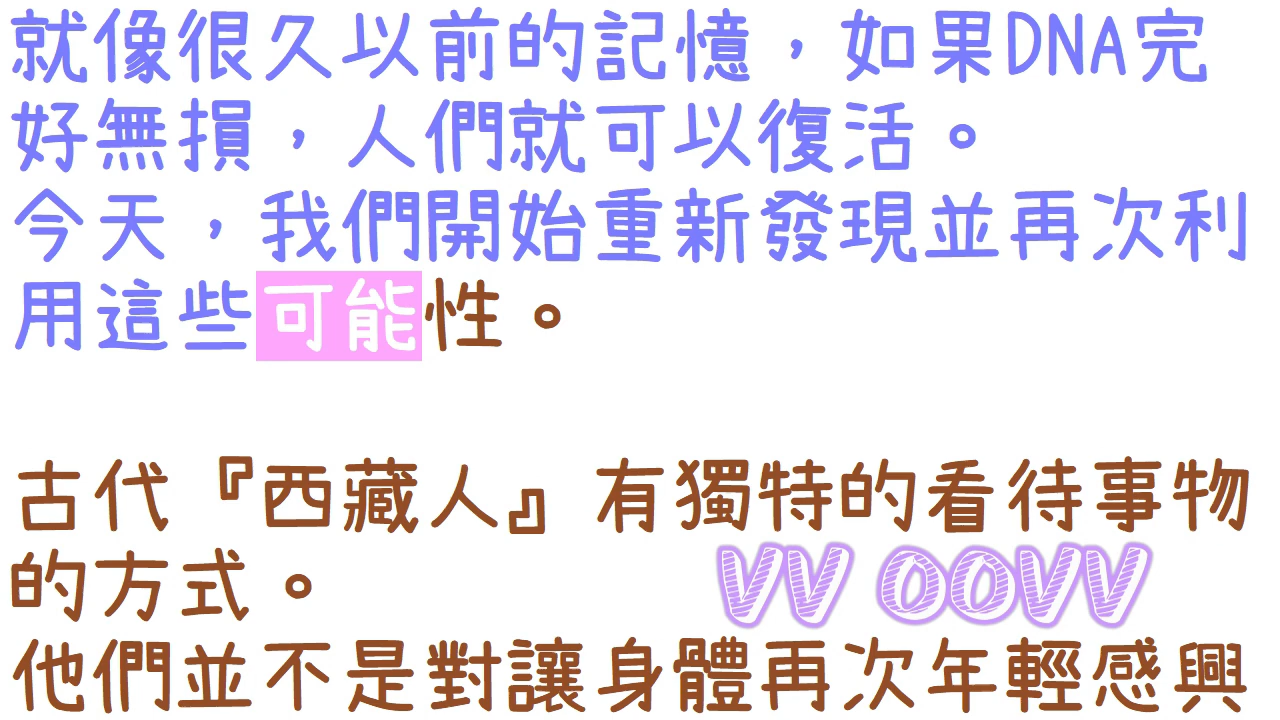 就像很久以前的記憶，如果DNA完
好無損，人們就可以復活。
今天，我們開始重新發現並再次利
用這些可能性。
古代『西藏人』有獨特的看待事物
的方式。
VV OOVV
他們並不是對讓身體再次年輕感興